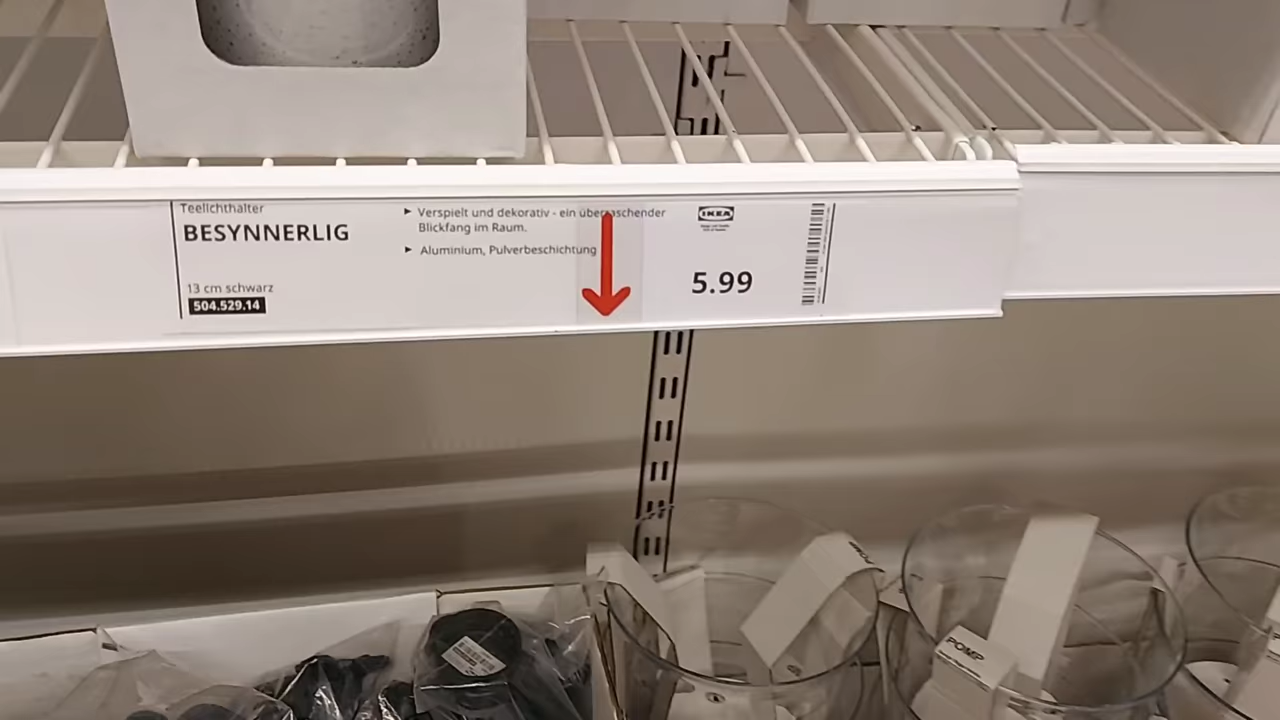 Teelichthalter
BESYNNERLIG
13 cm schwarz
504.529.14
► Verspielt und dekorativ - ein überraschender
Blickfang im Raum.
► Aluminium, Pulverbeschichtung
IKEA
5.99
POMP